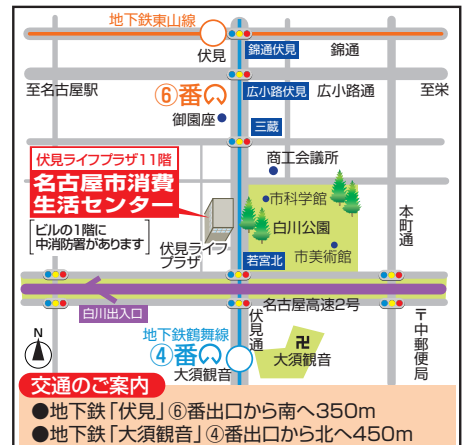 地下鉄東山線
伏見
錦通伏見
錦通
至名古屋駅
⑥番
広小路伏見
広小路通
至栄
御園座
三蔵
伏見ライフプラザ11階
名古屋市消費
生活センター
ビルの1階に
中消防署があります
商工会議所
市科学館
白川公園
本町通
伏見ライフ
プラザ
若宮北
市美術館
白川出入口
名古屋高速2号
伏見通
N
地下鉄鶴舞線
④番
大須観音
卍
大須観音
〒中郵便局
交通のご案内
●地下鉄「伏見」⑥番出口から南へ350m
●地下鉄「大須観音」④番出口から北へ450m